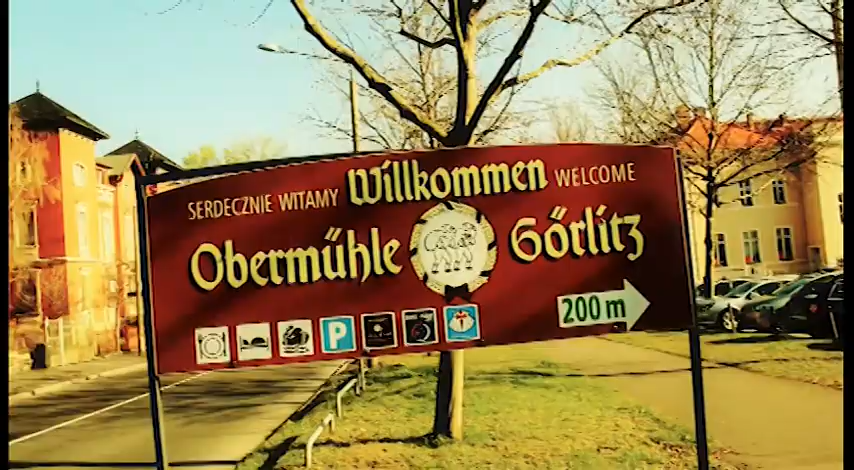 SERDECZNIE WITAMY Willkommen WELCOME
Obermühle Görlitz
P 200 m